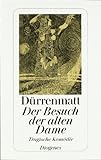 Dürrenmatt
Der Besuch der alten
Dame
Tragische Komödie
Diogenes